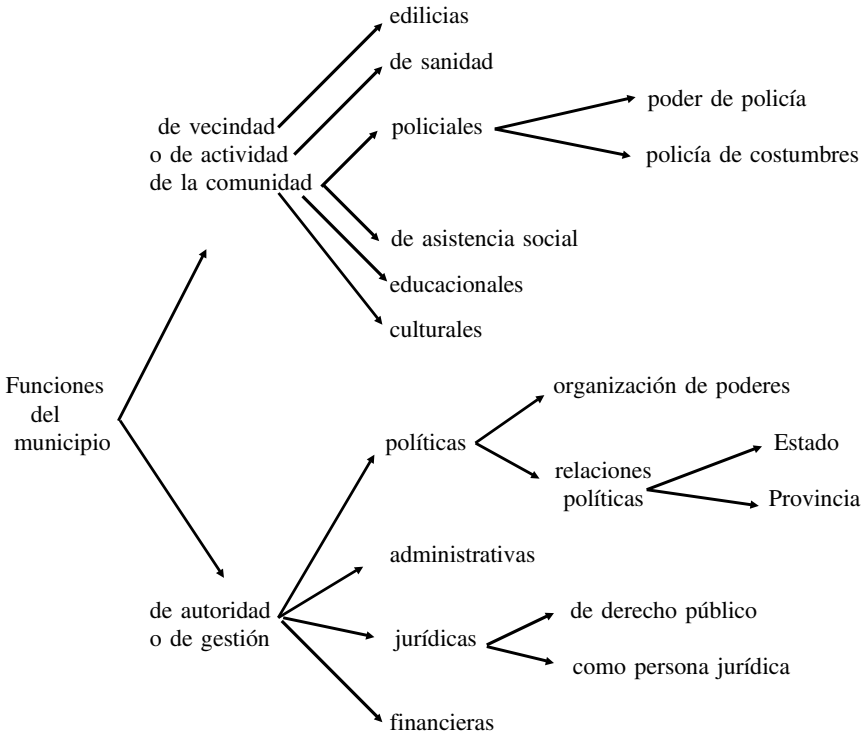 edilicias
de sanidad
poder de policía
de vecindad
policiales
o de actividad
policía de costumbres
de la comunidad
de asistencia social
educacionales
culturales
Funciones
organización de poderes
del
municipio
políticas
Estado
relaciones
políticas
Provincia
administrativas
de autoridad
de derecho público
o de gestión
jurídicas
como persona jurídica
financieras